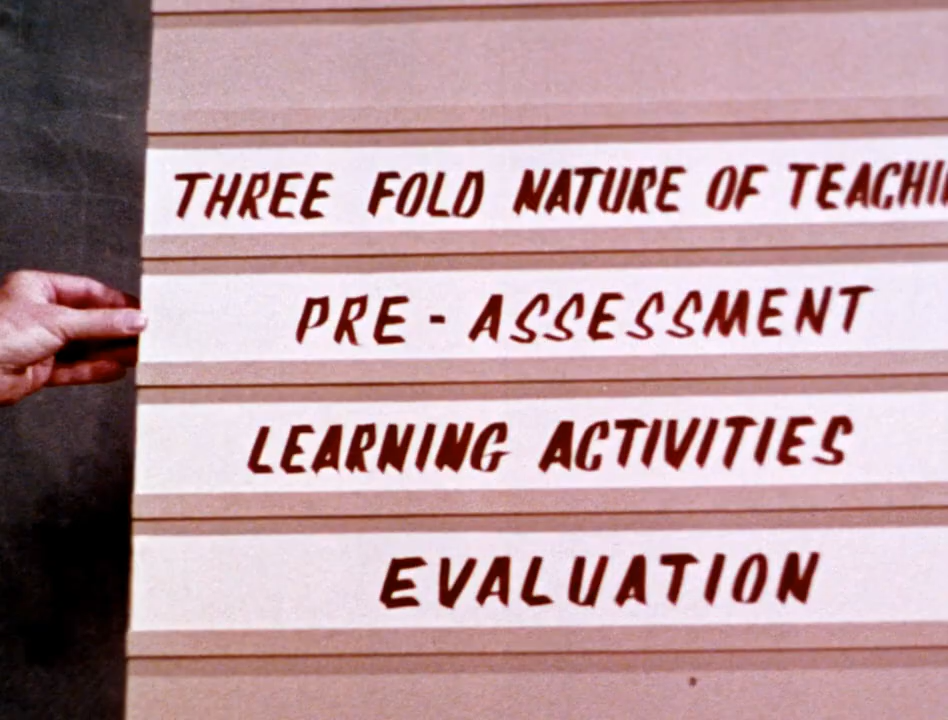 THREE FOLD NATURE OF TEACHI
PRE-ASSESSMENT
LEARNING ACTIVITIES
EVALUATION